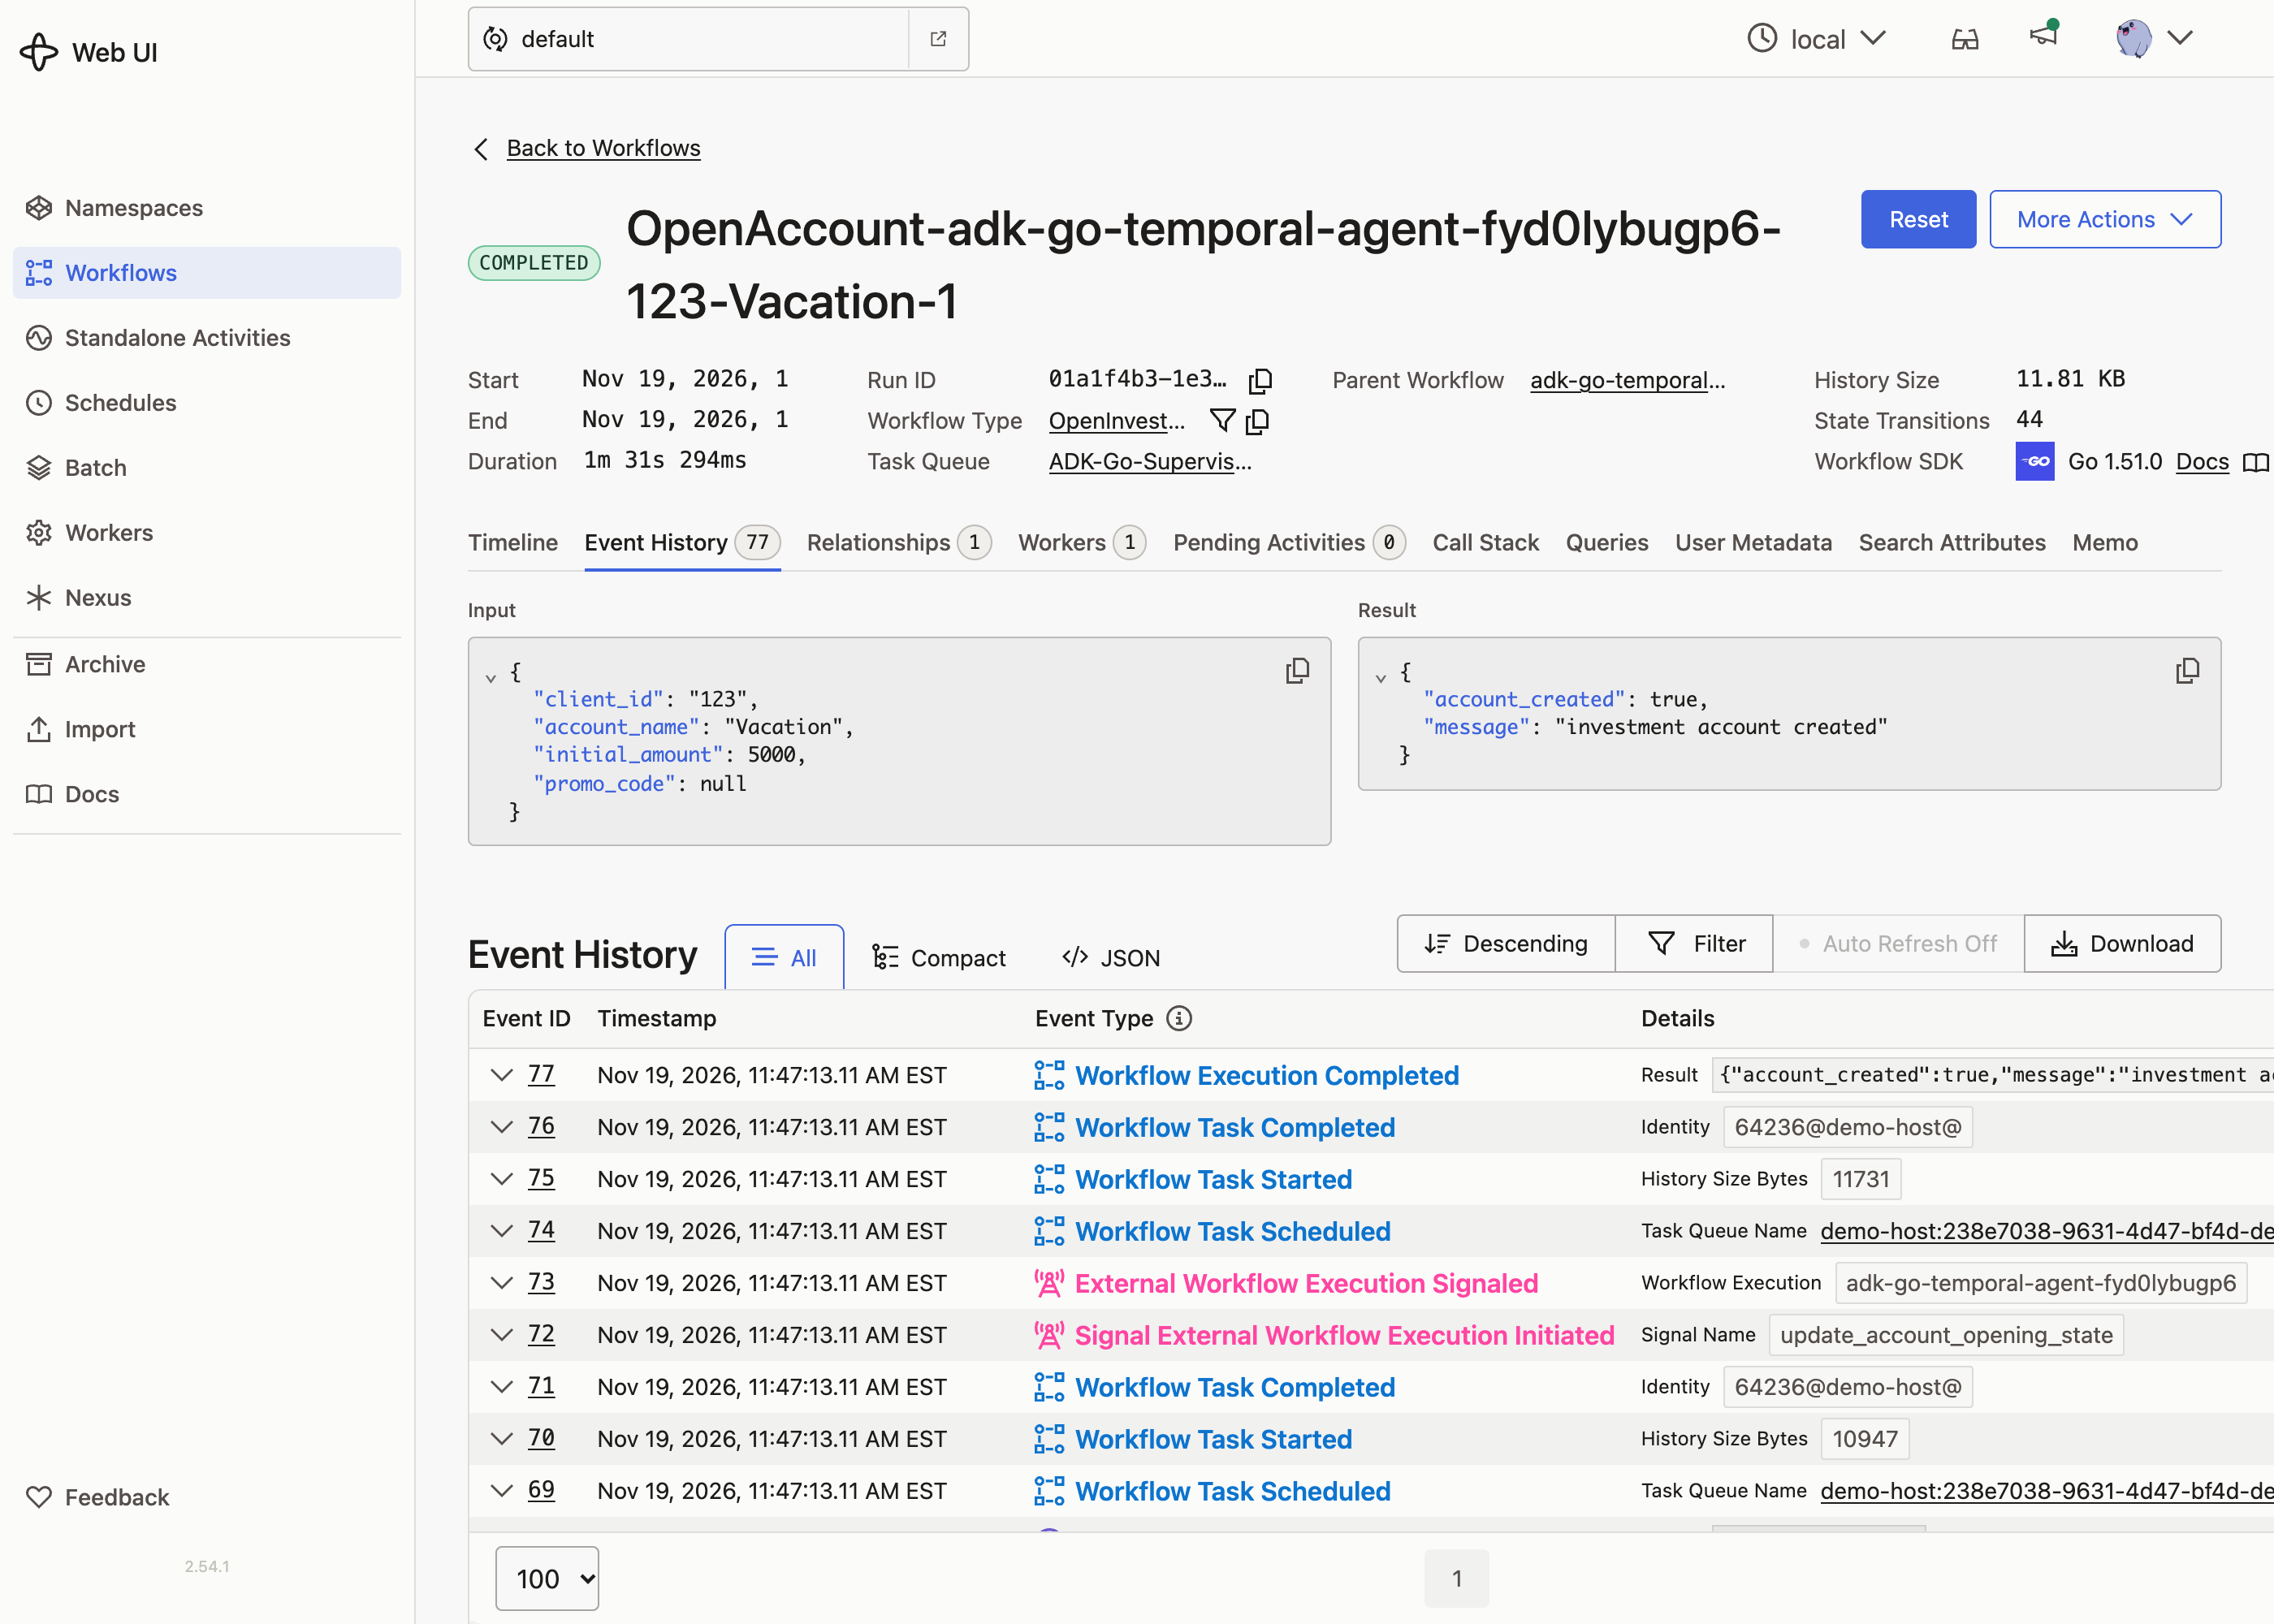 Web UI
default
local
Namespaces
Workflows
Standalone Activities
Schedules
Batch
Workers
Nexus
Archive
Import
Docs
Feedback
2.54.1
Back to Workflows
COMPLETED
OpenAccount-adk-go-temporal-agent-fyd0lybugp6-
123-Vacation-1
Reset
More Actions
Start Nov 19, 2026, 1
End Nov 19, 2026, 1
Duration 1m 31s 294ms
Run ID 01a1f4b3-1e3…
Workflow Type OpenInvest...
Task Queue ADK-Go-Supervis...
Parent Workflow adk-go-temporal...
History Size 11.81 KB
State Transitions 44
Workflow SDK GO Go 1.51.0 Docs
Timeline Event History 77 Relationships 1 Workers 1 Pending Activities 0 Call Stack Queries User Metadata Search Attributes Memo
Input
{
"client_id": "123",
"account_name": "Vacation",
"initial_amount": 5000,
"promo_code": null
}
Result
{
"account_created": true,
"message": "investment account created"
}
Event History All Compact JSON
Descending Filter Auto Refresh Off Download
Event ID Timestamp Event Type Details
77 Nov 19, 2026, 11:47:13.11 AM EST Workflow Execution Completed Result {"account_created":true,"message":"investment a
76 Nov 19, 2026, 11:47:13.11 AM EST Workflow Task Completed Identity 64236@demo-host@
75 Nov 19, 2026, 11:47:13.11 AM EST Workflow Task Started History Size Bytes 11731
74 Nov 19, 2026, 11:47:13.11 AM EST Workflow Task Scheduled Task Queue Name demo-host:238e7038-9631-4d47-bf4d-de
73 Nov 19, 2026, 11:47:13.11 AM EST External Workflow Execution Signaled Workflow Execution adk-go-temporal-agent-fyd0lybugp6
72 Nov 19, 2026, 11:47:13.11 AM EST Signal External Workflow Execution Initiated Signal Name update_account_opening_state
71 Nov 19, 2026, 11:47:13.11 AM EST Workflow Task Completed Identity 64236@demo-host@
70 Nov 19, 2026, 11:47:13.11 AM EST Workflow Task Started History Size Bytes 10947
69 Nov 19, 2026, 11:47:13.11 AM EST Workflow Task Scheduled Task Queue Name demo-host:238e7038-9631-4d47-bf4d-de
100
1